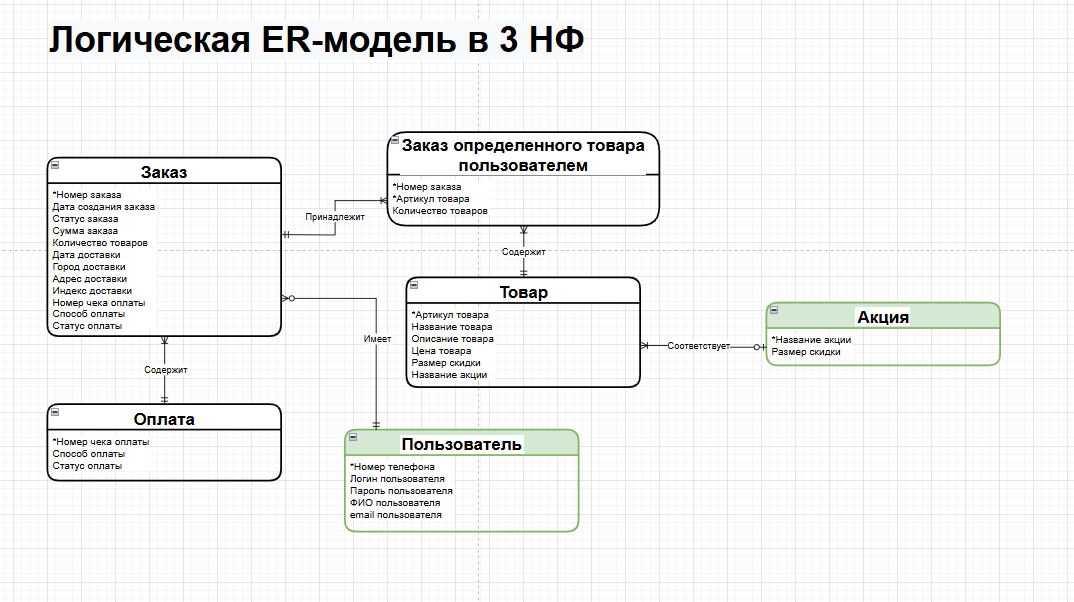 Логическая ER-модель в 3 НФ
Заказ
*Номер заказа
Дата создания заказа
Статус заказа
Сумма заказа
Количество товаров
Дата доставки
Город доставки
Адрес доставки
Индекс доставки
Номер чека оплаты
Способ оплаты
Статус оплаты
Принадлежит
Заказ определенного товара
пользователем
*Номер заказа
*Артикул товара
Количество товаров
Содержит
Товар
*Артикул товара
Название товара
Описание товара
Цена товара
Размер скидки
Название акции
Соответствует
Акция
*Название акции
Размер скидки
Имеет
Содержит
Оплата
*Номер чека оплаты
Способ оплаты
Статус оплаты
Пользователь
*Номер телефона
Логин пользователя
Пароль пользователя
ФИО пользователя
email пользователя